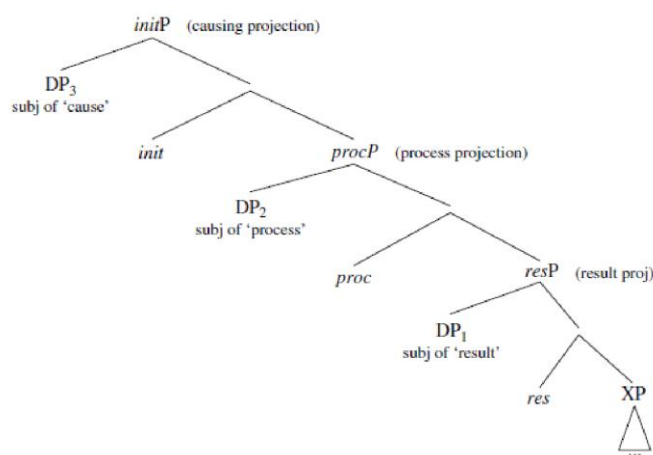 initP (causing projection)
DP3
subj of ‘cause’
init
procP (process projection)
DP2
subj of ‘process’
proc
resP (result proj)
DP1
subj of ‘result’
res
XP